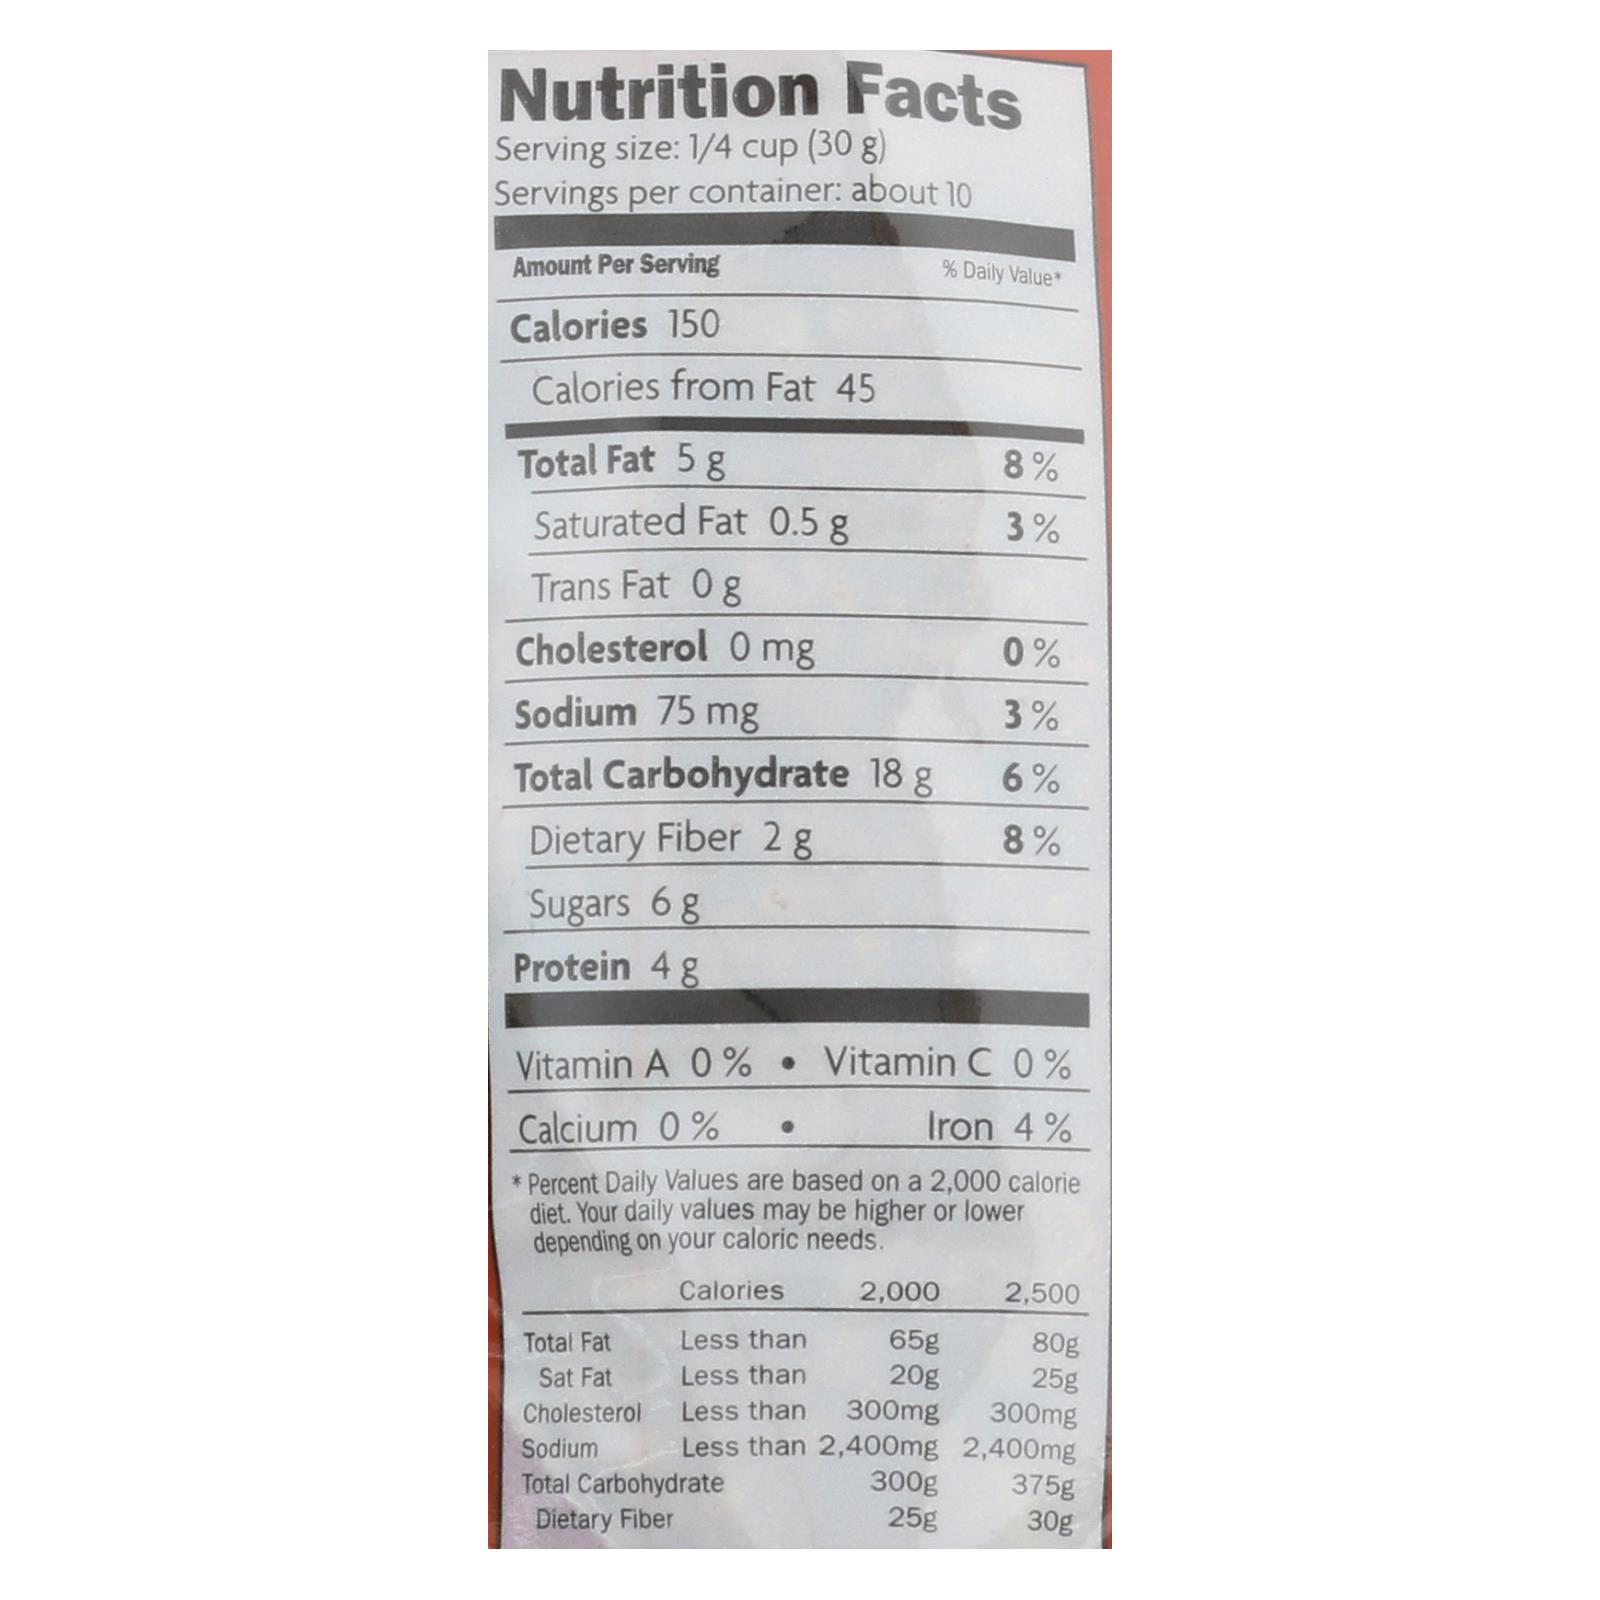 Nutrition Facts
Serving size: 1/4 cup (30 g)
Servings per container: about 10
Amount Per Serving % Daily Value*
Calories 150
Calories from Fat 45
Total Fat 5 g 8 %
Saturated Fat 0.5 g 3 %
Trans Fat 0 g
Cholesterol 0 mg 0 %
Sodium 75 mg 3 %
Total Carbohydrate 18 g 6 %
Dietary Fiber 2 g 8 %
Sugars 6 g
Protein 4 g
Vitamin A 0 % • Vitamin C 0 %
Calcium 0 % • Iron 4 %
* Percent Daily Values are based on a 2,000 calorie
diet. Your daily values may be higher or lower
depending on your caloric needs.
Calories 2,000 2,500
Total Fat Less than 65g 80g
Sat Fat Less than 20g 25g
Cholesterol Less than 300mg 300mg
Sodium Less than 2,400mg 2,400mg
Total Carbohydrate 300g 375g
Dietary Fiber 25g 30g